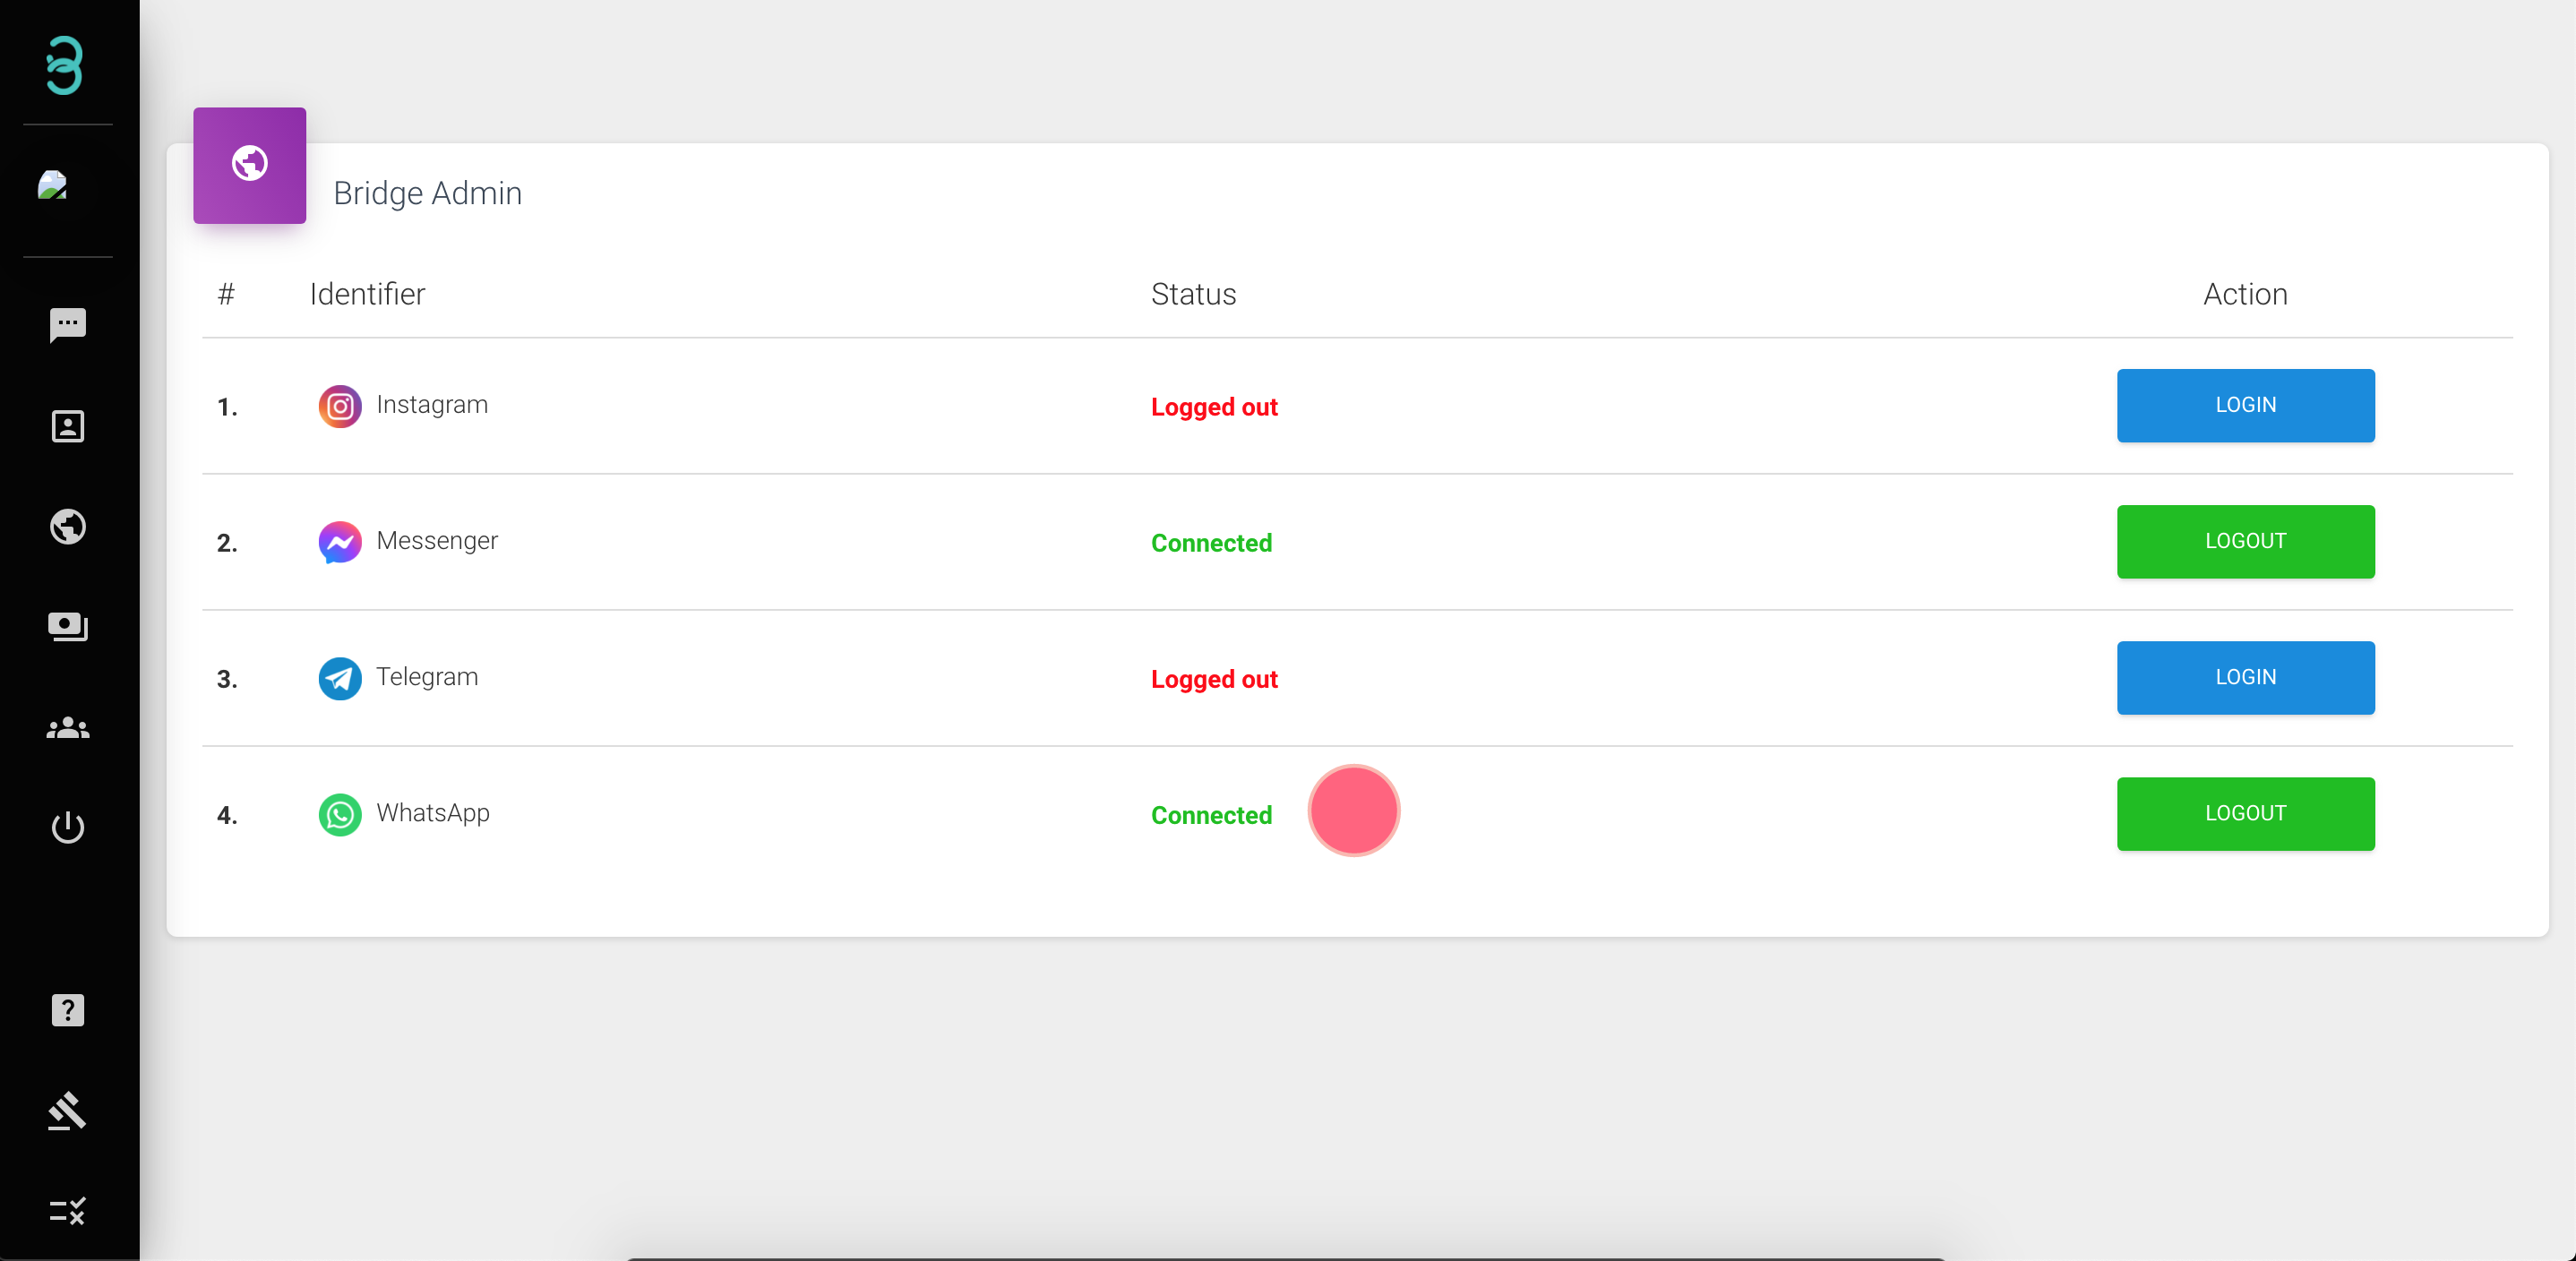 Bridge Admin
# Identifier Status Action
1. Instagram Logged out LOGIN
2. Messenger Connected LOGOUT
3. Telegram Logged out LOGIN
4. WhatsApp Connected LOGOUT